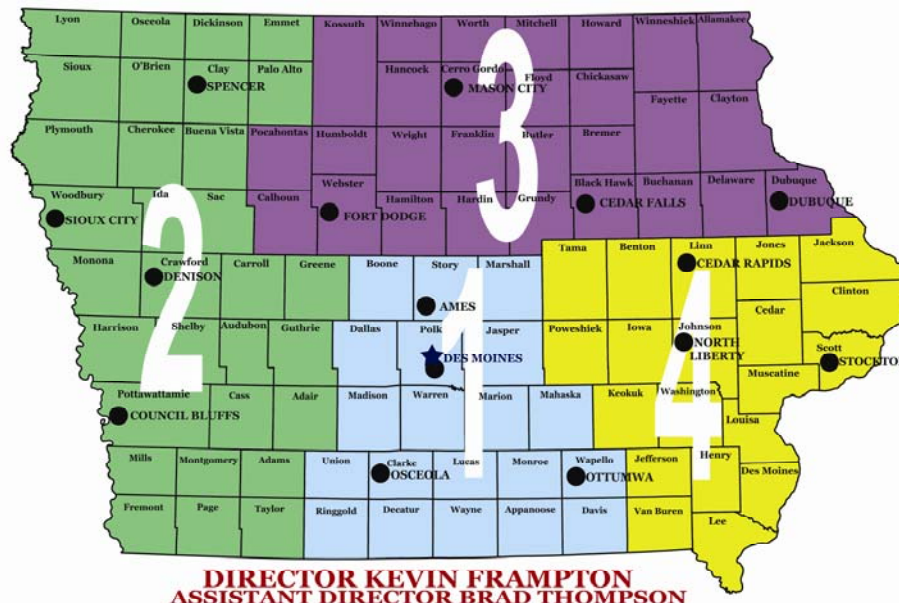 Lyon Osceola Dickinson Emmet Kossuth Winnehago Worth Mitchell Howard Winneshiek Allamakee
Sioux O'Brien Clay Palo Alto Hancock Cerro Gordo Floyd Chickasaw
SPENCER MASON CITY
3
Fayette Clayton
Plymouth Cherokee Buena Vista Pocahontas Humboldt Wright Franklin Butler Bremer
Woodbury Ida Sac Calhoun Webster Hamilton Hardin Grundy Black Hawk Buchanan Delaware Dubuque
SIOUX CITY FORT DODGE CEDAR FALLS DUBUQUE
2
Monona Crawford Carroll Greene Boone Story Marshall Tama Benton Linn Jones Jackson
DENISON CEDAR RAPIDS
AMES
Clinton
Cedar
1
4
Harrison Shelby Audubon Guthrie Dallas Polk Jasper Poweshiek Iowa Johnson Scott
DES MOINES NORTH LIBERTY STOCKTO
Muscatine
Pottawattamie Cass Adair Madison Warren Marion Mahaska Keokuk Washington Louisa
COUNCIL BLUFFS
Mills Montgomery Adams Union Clarke Lucas Monroe Wapello Jefferson Henry Des Moines
OSCEOLA OTTUMWA
Fremont Page Taylor Ringgold Decatur Wayne Appanoose Davis Van Buren Lee
DIRECTOR KEVIN FRAMPTON
ASSISTANT DIRECTOR BRAD THOMPSON